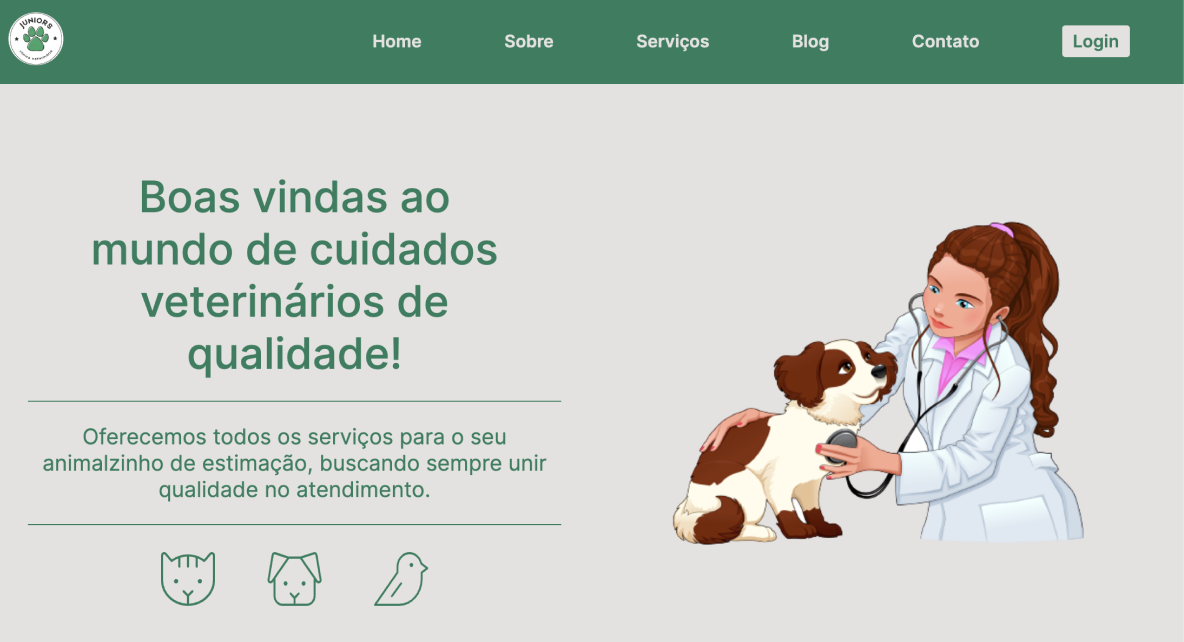 JUNIORS
Home
Sobre
Serviços
Blog
Contato
Login
Boas vindas ao
mundo de cuidados
veterinários de
qualidade!
Oferecemos todos os serviços para o seu
animalzinho de estimação, buscando sempre unir
qualidade no atendimento.